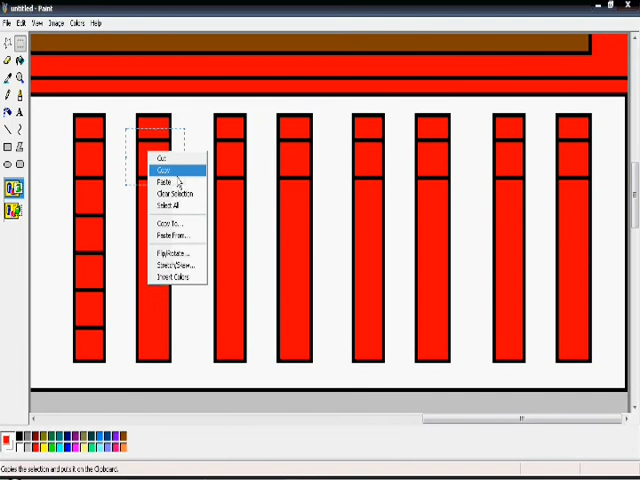 untitled - Paint
File Edit View Image Colors Help
A
Cut
Copy
Paste
Clear Selection
Select All
Copy To...
Paste From...
Flip/Rotate...
Stretch/Skew...
Invert Colors
Copies the selection and puts it on the Clipboard.